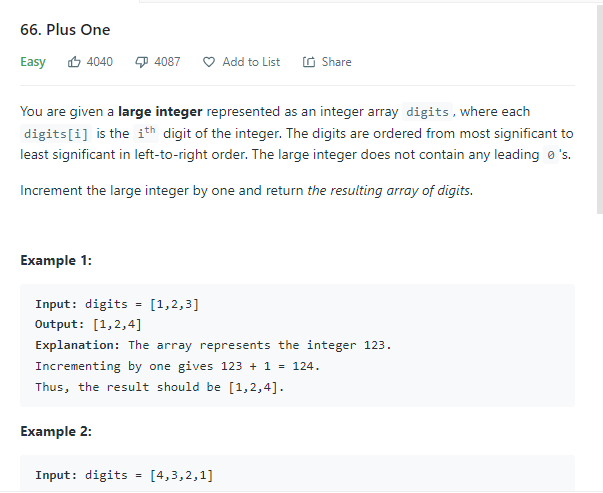 66. Plus One
Easy 4040 4087 Add to List Share
You are given a large integer represented as an integer array digits, where each
digits[i] is the ith digit of the integer. The digits are ordered from most significant to
least significant in left-to-right order. The large integer does not contain any leading 0's.
Increment the large integer by one and return the resulting array of digits.
Example 1:
Input: digits = [1,2,3]
Output: [1,2,4]
Explanation: The array represents the integer 123.
Incrementing by one gives 123 + 1 = 124.
Thus, the result should be [1,2,4].
Example 2:
Input: digits = [4,3,2,1]